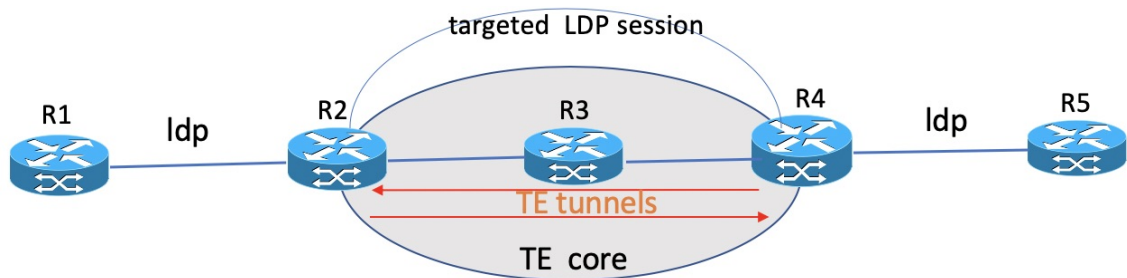 targeted LDP session
R1
R2
R3
R4
R5
ldp
ldp
TE tunnels
TE core